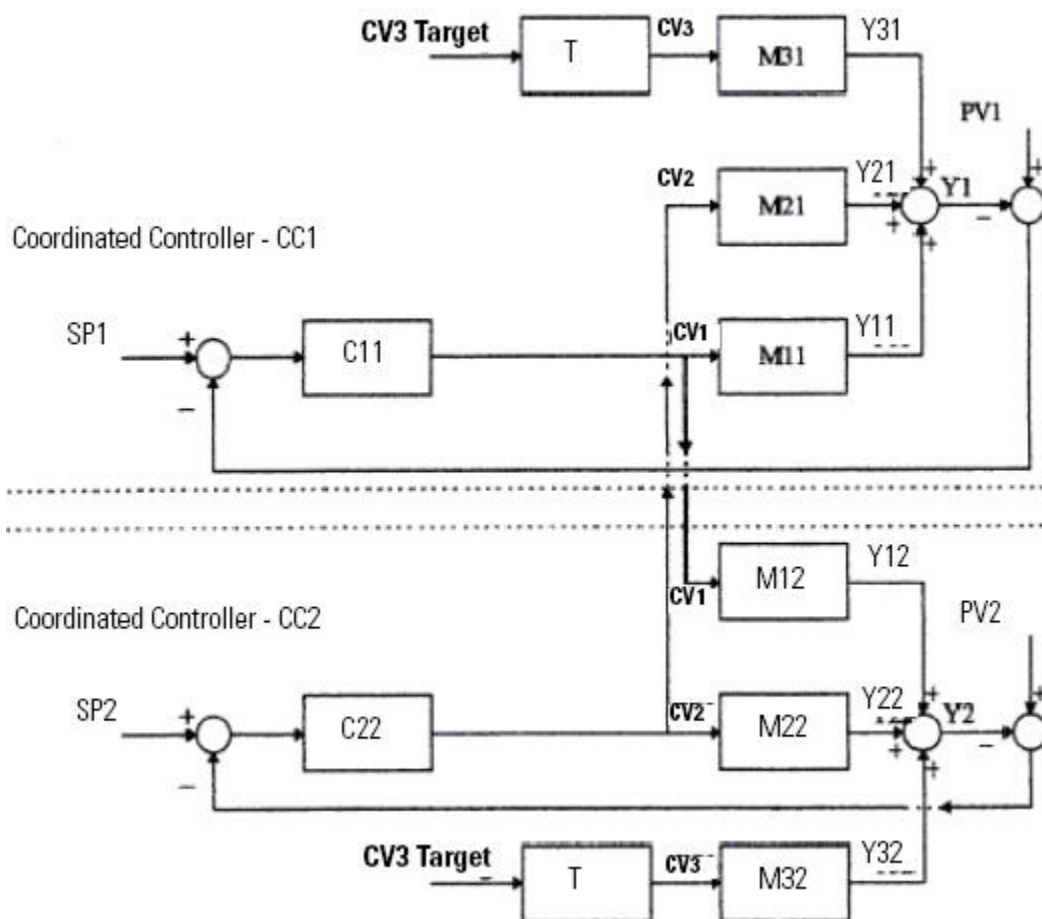 CV3 Target
T
CV3
M31
Y31
PV1
+
+
CV2
M21
Y21
Y1
+
−
+
Coordinated Controller - CC1
SP1
+
C11
CV1
M11
Y11
−
CV1
M12
Y12
Coordinated Controller - CC2
PV2
SP2
+
C22
CV2
M22
Y22
+
+
Y2
+
−
+
−
CV3 Target
T
CV3
M32
Y32